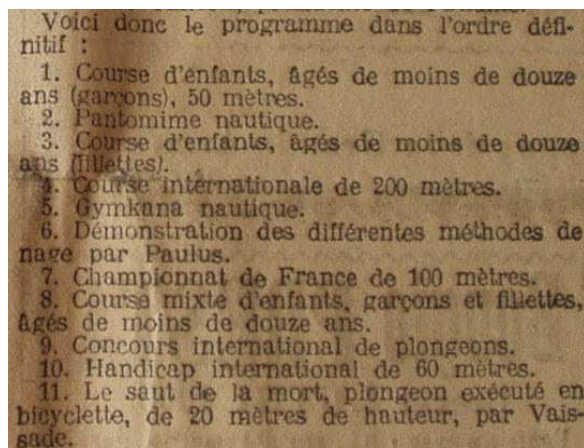 Voici donc le programme dans l'ordre défi-
nitif :
1. Course d'enfants, âgés de moins de douze
ans (garçons), 50 mètres.
2. Pantomime nautique.
3. Course d'enfants, âgés de moins de douze
ans (fillettes).
4. Course internationale de 200 mètres.
5. Gymkana nautique.
6. Démonstration des différentes méthodes de
nage par Paulus.
7. Championnat de France de 100 mètres.
8. Course mixte d'enfants, garçons et fillettes,
âgés de moins de douze ans.
9. Concours international de plongeons.
10. Handicap international de 60 mètres.
11. Le saut de la mort, plongeon exécuté en
bicyclette, de 20 mètres de hauteur, par Vais-
sade.